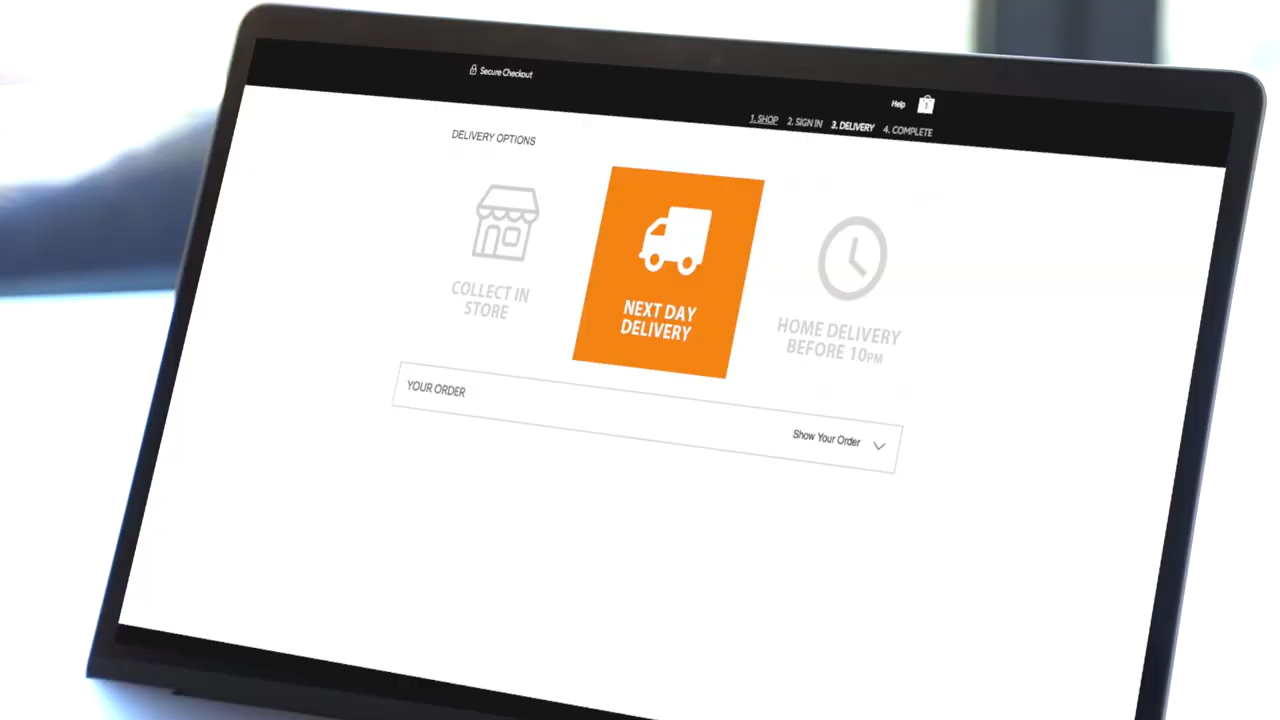 Secure Checkout
Help
1
1. SHOP 2. SIGN IN 3. DELIVERY 4. COMPLETE
DELIVERY OPTIONS
COLLECT IN
STORE
NEXT DAY
DELIVERY
HOME DELIVERY
BEFORE 10PM
YOUR ORDER
Show Your Order